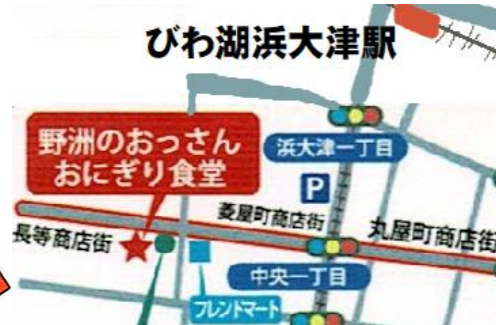 びわ湖浜大津駅
野洲のおっさん
おにぎり食堂
浜大津一丁目
P
菱屋町商店街
丸屋町商店街
長等商店街
中央一丁目
フレンドマート